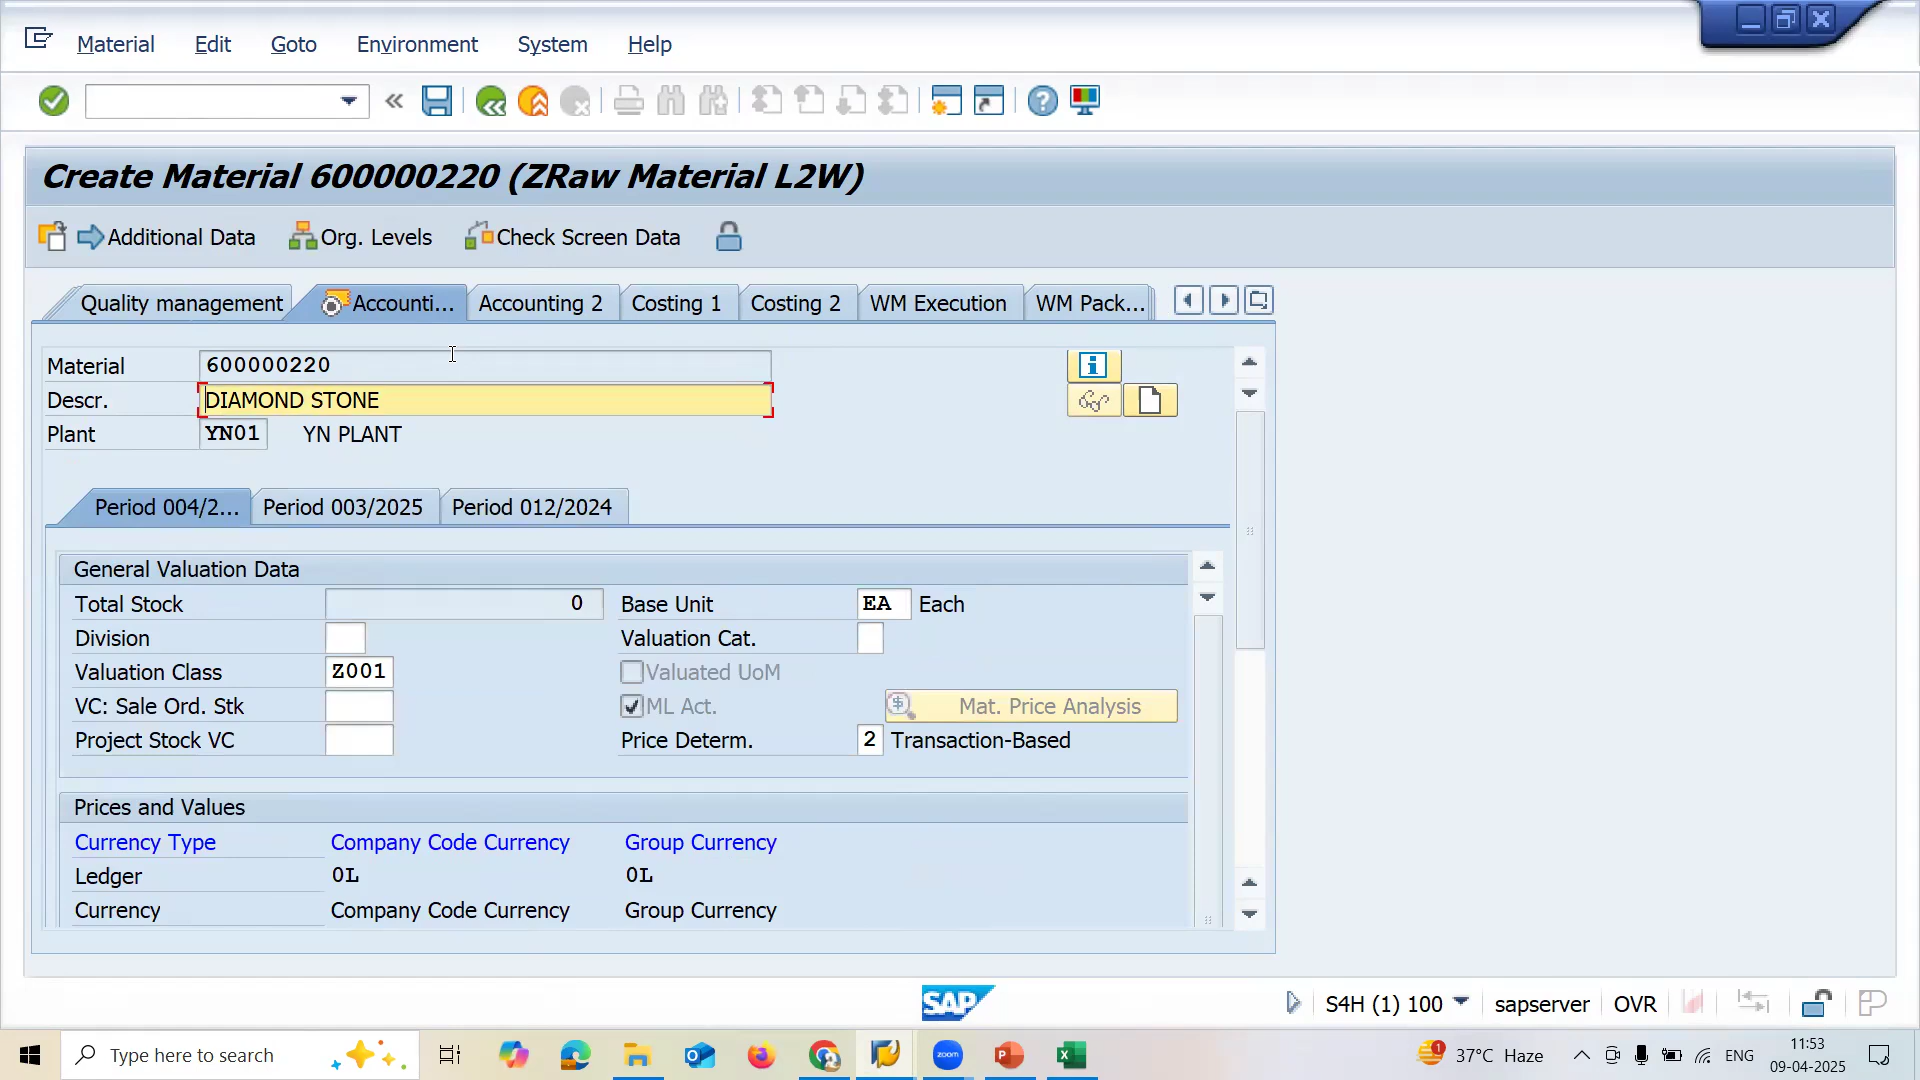 Material Edit Goto Environment System Help
Create Material 600000220 (ZRaw Material L2W)
Additional Data Org. Levels Check Screen Data
Quality management Accounti... Accounting 2 Costing 1 Costing 2 WM Execution WM Pack...
Material 600000220
Descr. DIAMOND STONE
Plant YN01 YN PLANT
Period 004/2... Period 003/2025 Period 012/2024
General Valuation Data
Total Stock 0 Base Unit EA Each
Division Valuation Cat.
Valuation Class Z001 Valuated UoM
VC: Sale Ord. Stk ML Act. Mat. Price Analysis
Project Stock VC Price Determ. 2 Transaction-Based
Prices and Values
Currency Type Company Code Currency Group Currency
Ledger 0L 0L
Currency Company Code Currency Group Currency
SAP S4H (1) 100 sapserver OVR
Type here to search zoom 1 37°C Haze ENG 11:53
09-04-2025